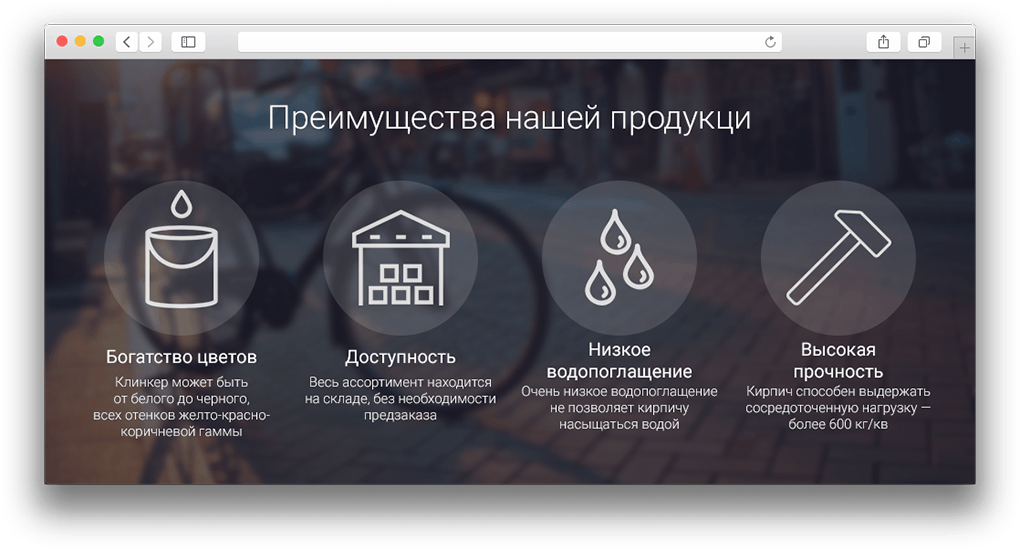 Преимущества нашей продукци
Богатство цветов
Клинкер может быть
от белого до черного,
всех отенков желто-красно-
коричневой гаммы
Доступность
Весь ассортимент находится
на складе, без необходимости
предзаказа
Низкое
водопоглащение
Очень низкое водопоглащение
не позволяет кирпичу
насыщаться водой
Высокая
прочность
Кирпич способен выдержать
сосредоточенную нагрузку —
более 600 кг/кв